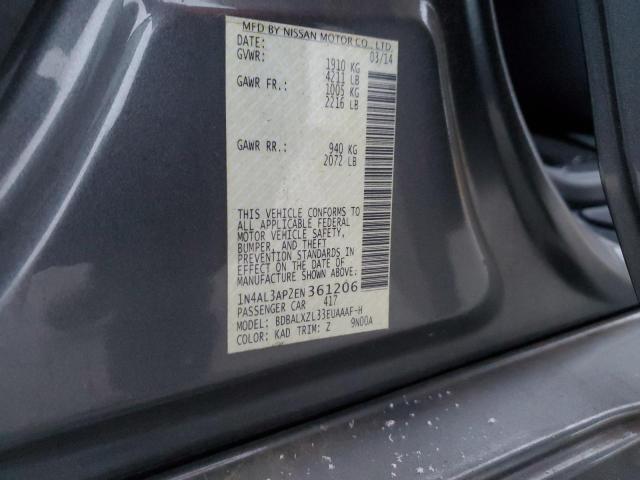 MFD BY NISSAN MOTOR CO., LTD.
DATE: 03/14
GVWR: 1910 KG
4211 LB
GAWR FR.: 1005 KG
2216 LB
GAWR RR.: 940 KG
2072 LB
THIS VEHICLE CONFORMS TO
ALL APPLICABLE FEDERAL
MOTOR VEHICLE SAFETY,
BUMPER, AND THEFT
PREVENTION STANDARDS IN
EFFECT ON THE DATE OF
MANUFACTURE SHOWN ABOVE.
1N4AL3AP2EN361206
PASSENGER CAR 417
MODEL: BDBALXZL33EUAAAF-H
COLOR: KAD TRIM: Z 9N00A